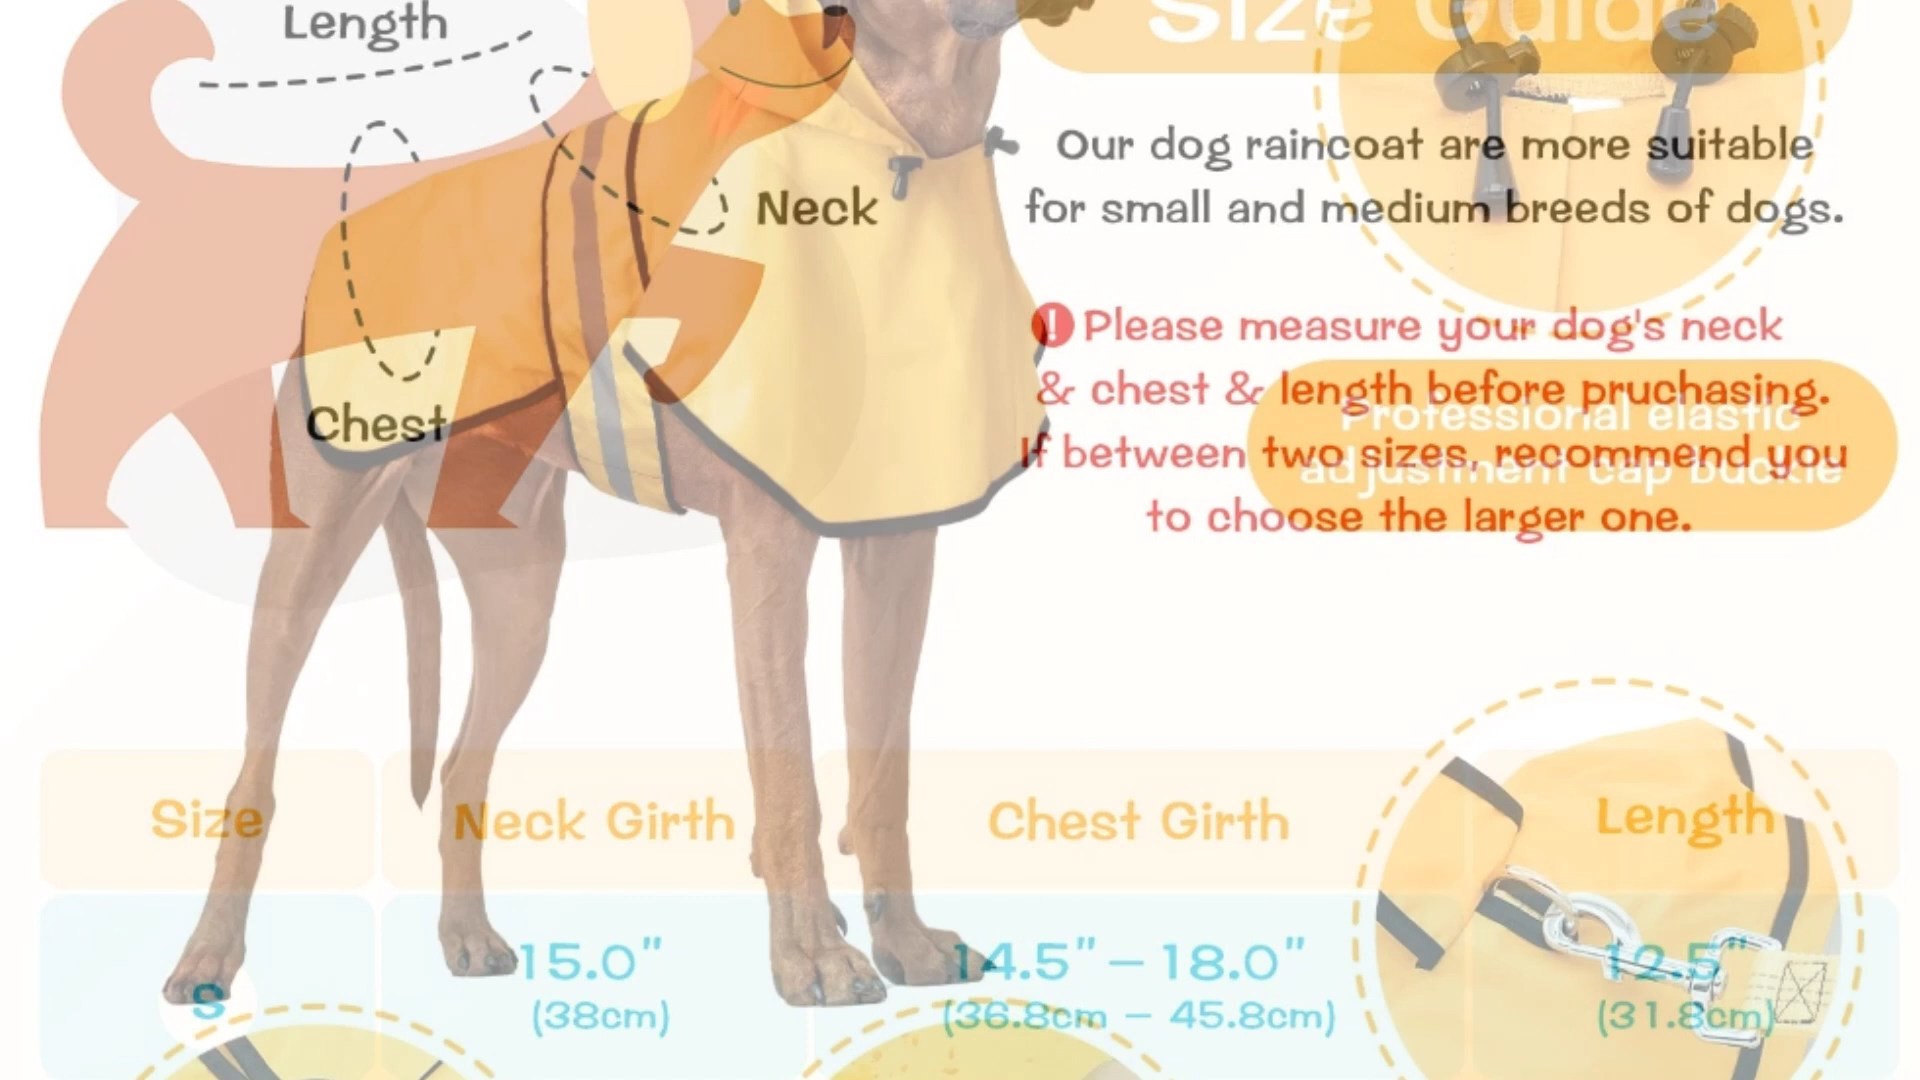 Length
Size Guide
Neck
Our dog raincoat are more suitable
for small and medium breeds of dogs.
! Please measure your dog's neck
& chest & length before pruchasing.
If between two sizes, recommend you
to choose the larger one.
Professional elastic
adjustment cap buckle
Chest
Size Neck Girth Chest Girth Length
S 15.0" 14.5" – 18.0" 12.5"
(38cm) (36.8cm – 45.8cm) (31.8cm)